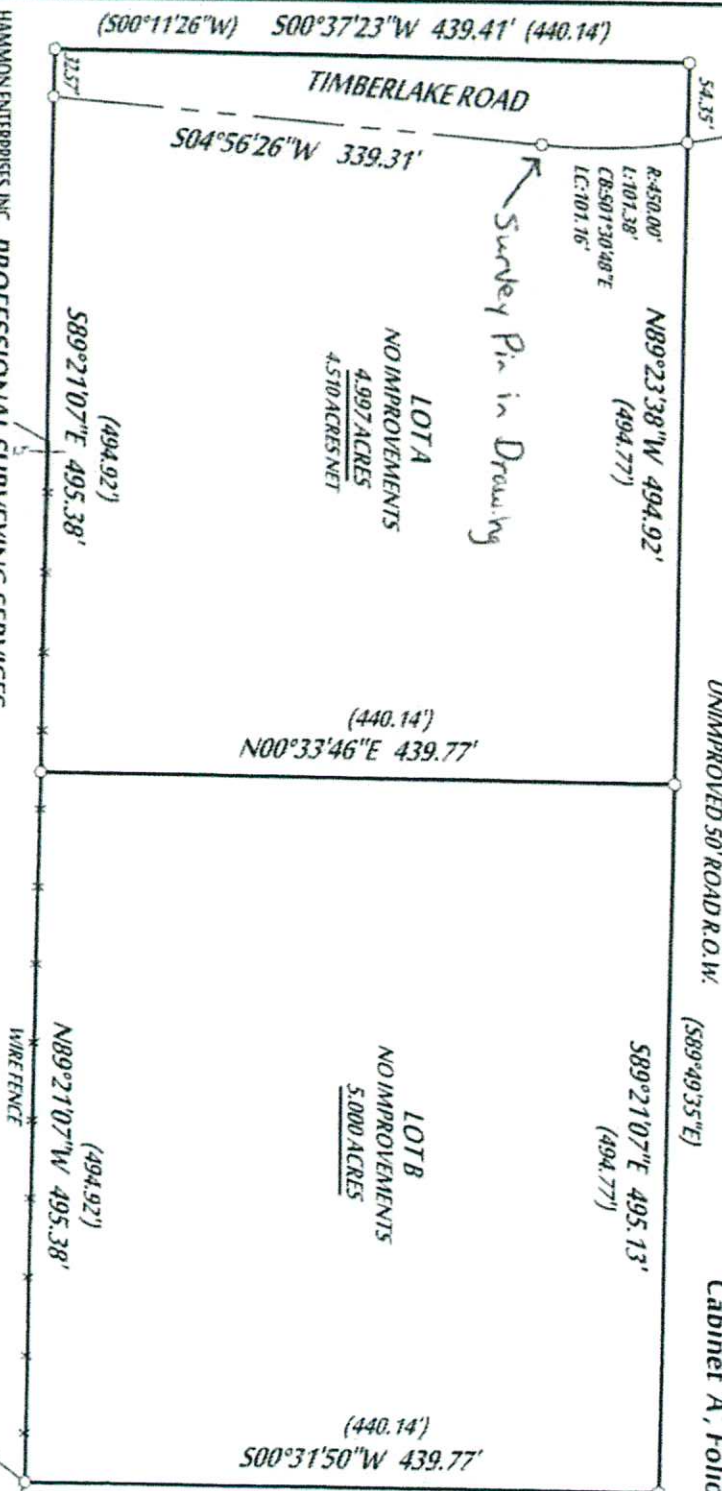 (S00°11'26"W) S00°37'23"W 439.41' (440.14')
TIMBERLAKE ROAD
S04°56'26"W 339.31'
32.57'
54.35'
R:450.00'
L:101.38'
CB:S01°30'48"E
LC:101.16'
Survey Pin in Drawing
N89°23'38"W 494.92'
(494.77')
LOT A
NO IMPROVEMENTS
4.997 ACRES
4.510 ACRES NET
(494.92')
S89°21'07"E 495.38'
(440.14')
N00°33'46"E 439.77'
UNIMPROVED 50' ROAD R.O.W.
(S89°49'35"E)
S89°21'07"E 495.13'
(494.77')
LOT B
NO IMPROVEMENTS
5.000 ACRES
(494.92')
N89°21'07"W 495.38'
WIRE FENCE
(440.14')
S00°31'50"W 439.77'
Cabinet A, Folio
HAMMON ENTERPRISES, INC. PROFESSIONAL SURVEYING SERVICES